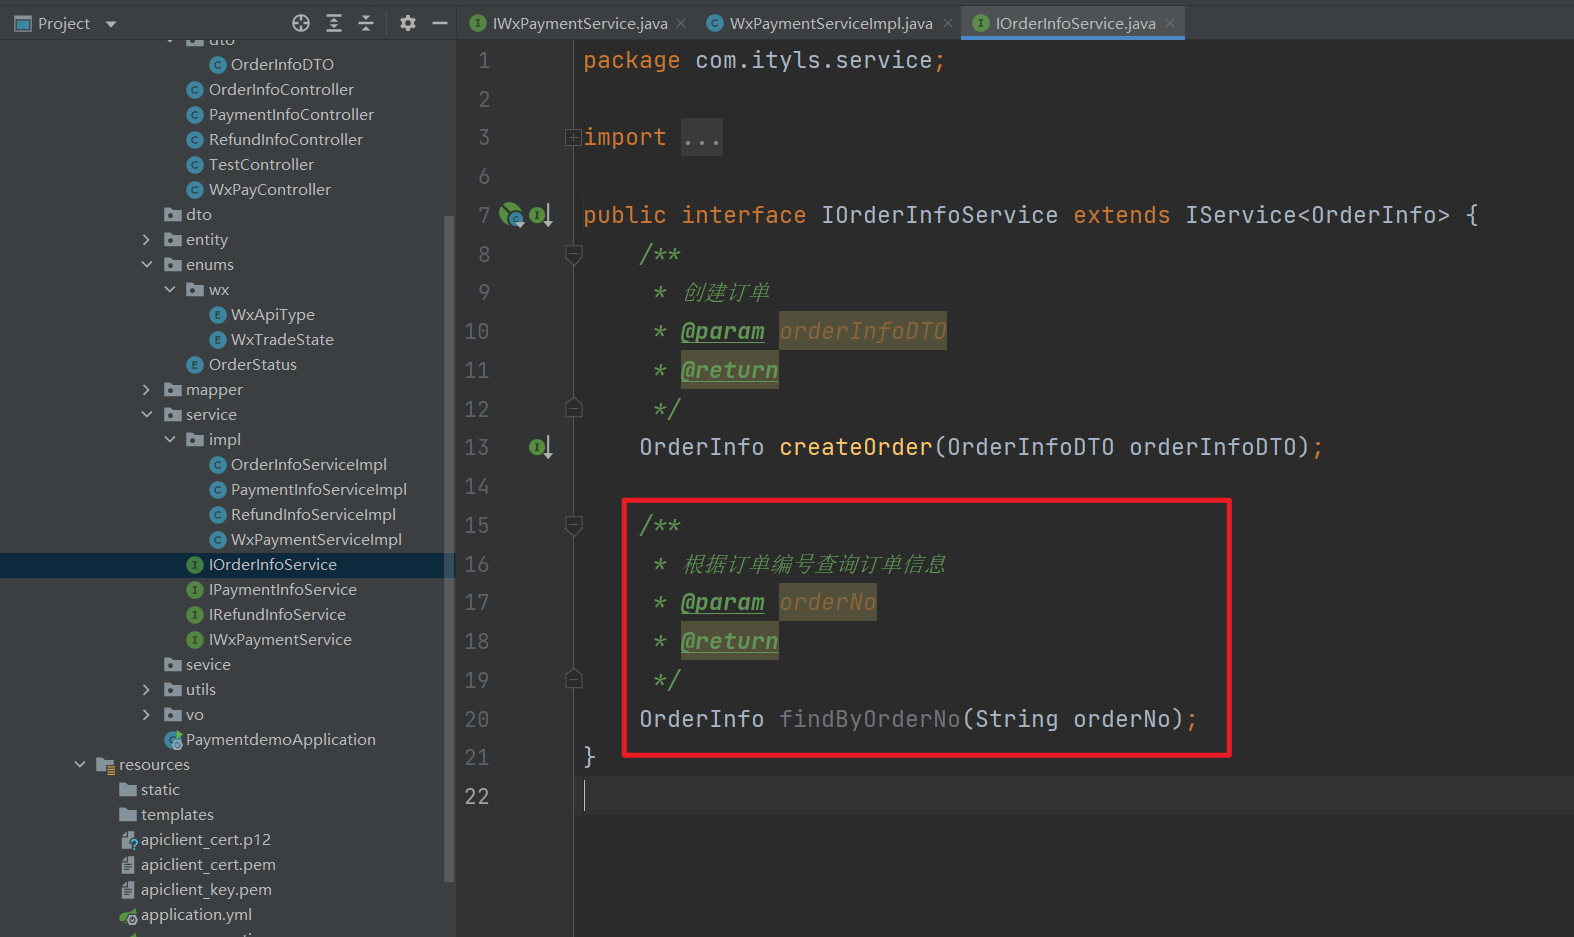 Project
IWxPaymentService.java
WxPaymentServiceImpl.java
IOrderInfoService.java
dto
OrderInfoDTO
OrderInfoController
PaymentInfoController
RefundInfoController
TestController
WxPayController
dto
entity
enums
wx
WxApiType
WxTradeState
OrderStatus
mapper
service
impl
OrderInfoServiceImpl
PaymentInfoServiceImpl
RefundInfoServiceImpl
WxPaymentServiceImpl
IOrderInfoService
IPaymentInfoService
IRefundInfoService
IWxPaymentService
sevice
utils
vo
PaymentdemoApplication
resources
static
templates
apiclient_cert.p12
apiclient_cert.pem
apiclient_key.pem
application.yml
1 package com.ityls.service;
2
3 import ...
6
7 public interface IOrderInfoService extends IService<OrderInfo> {
8 /**
9 * 创建订单
10 * @param orderInfoDTO
11 * @return
12 */
13 OrderInfo createOrder(OrderInfoDTO orderInfoDTO);
14
15 /**
16 * 根据订单编号查询订单信息
17 * @param orderNo
18 * @return
19 */
20 OrderInfo findByOrderNo(String orderNo);
21 }
22